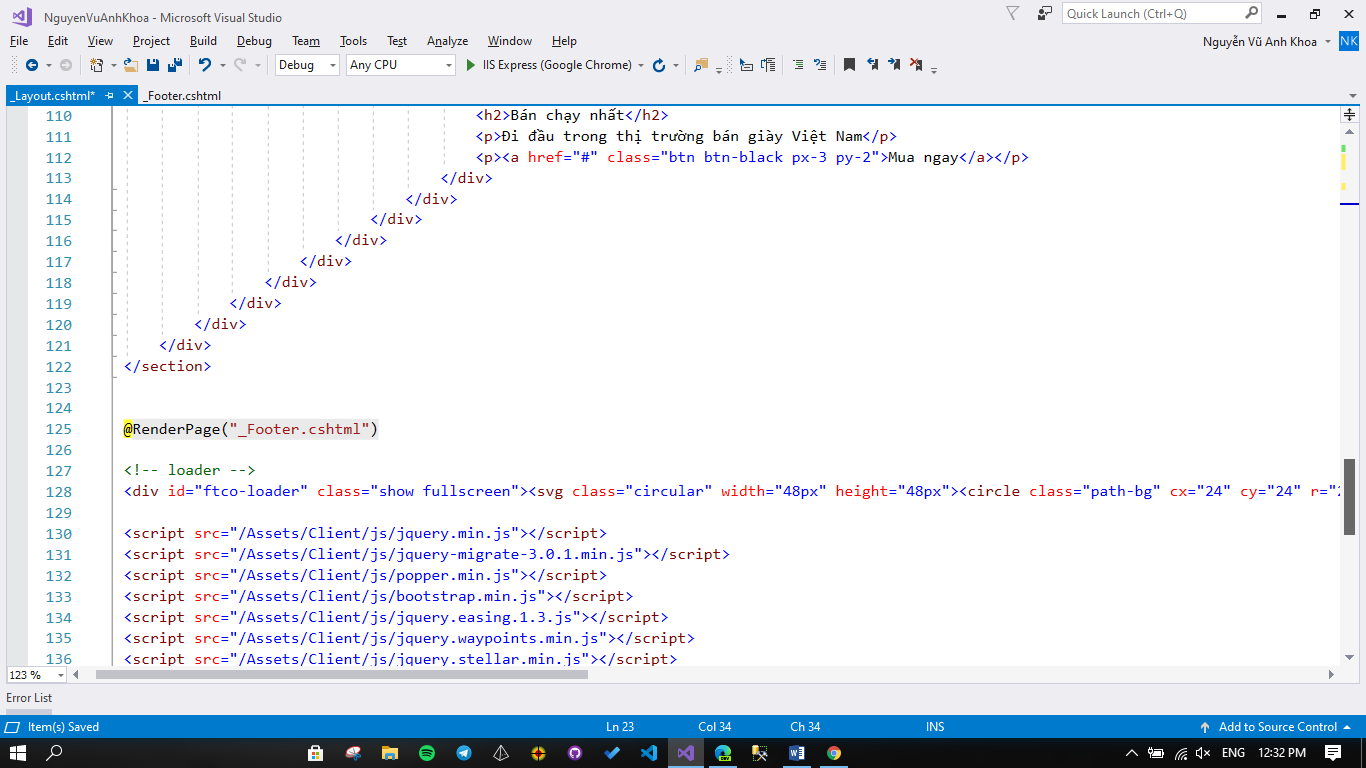 NguyenVuAnhKhoa - Microsoft Visual Studio
Quick Launch (Ctrl+Q)
File Edit View Project Build Debug Team Tools Test Analyze Window Help
Nguyễn Vũ Anh Khoa NK
Debug Any CPU IIS Express (Google Chrome)
_Layout.cshtml* _Footer.cshtml
110 <h2>Bán chạy nhất</h2>
111 <p>Đi đầu trong thị trường bán giày Việt Nam</p>
112 <p><a href="#" class="btn btn-black px-3 py-2">Mua ngay</a></p>
113 </div>
114 </div>
115 </div>
116 </div>
117 </div>
118 </div>
119 </div>
120 </div>
121 </div>
122 </section>
123
124
125 @RenderPage("_Footer.cshtml")
126
127 <!-- loader -->
128 <div id="ftco-loader" class="show fullscreen"><svg class="circular" width="48px" height="48px"><circle class="path-bg" cx="24" cy="24" r="2
129
130 <script src="/Assets/Client/js/jquery.min.js"></script>
131 <script src="/Assets/Client/js/jquery-migrate-3.0.1.min.js"></script>
132 <script src="/Assets/Client/js/popper.min.js"></script>
133 <script src="/Assets/Client/js/bootstrap.min.js"></script>
134 <script src="/Assets/Client/js/jquery.easing.1.3.js"></script>
135 <script src="/Assets/Client/js/jquery.waypoints.min.js"></script>
136 <script src="/Assets/Client/js/jquery.stellar.min.js"></script>
123 %
Error List
Item(s) Saved Ln 23 Col 34 Ch 34 INS Add to Source Control
ENG 12:32 PM